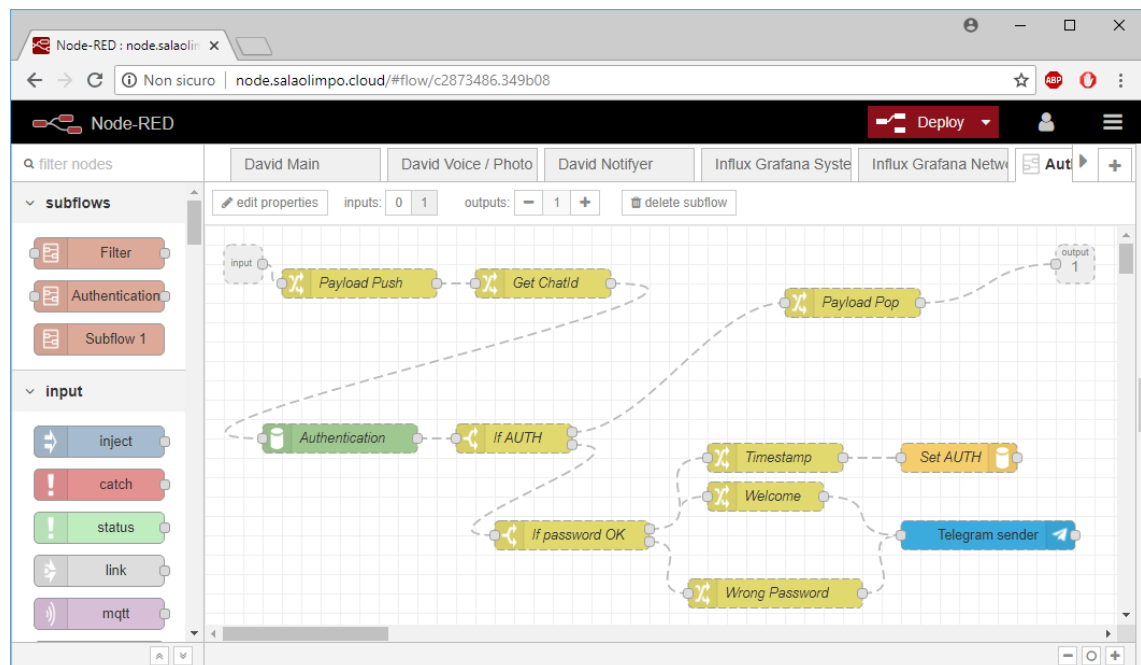 Node-RED : node.salaolin
Non sicuro | node.salaolimpo.cloud/#flow/c2873486.349b08
ABP
Node-RED
Deploy
filter nodes
David Main
David Voice / Photo
David Notifyer
Influx Grafana Syste
Influx Grafana Netwo
Aut
+
subflows
edit properties
inputs: 0 1
outputs: − 1 +
delete subflow
Filter
Authentication
Subflow 1
input
inject
catch
status
link
mqtt
input
Payload Push
Get ChatId
Payload Pop
output
1
Authentication
If AUTH
Timestamp
Set AUTH
Welcome
If password OK
Telegram sender
Wrong Password